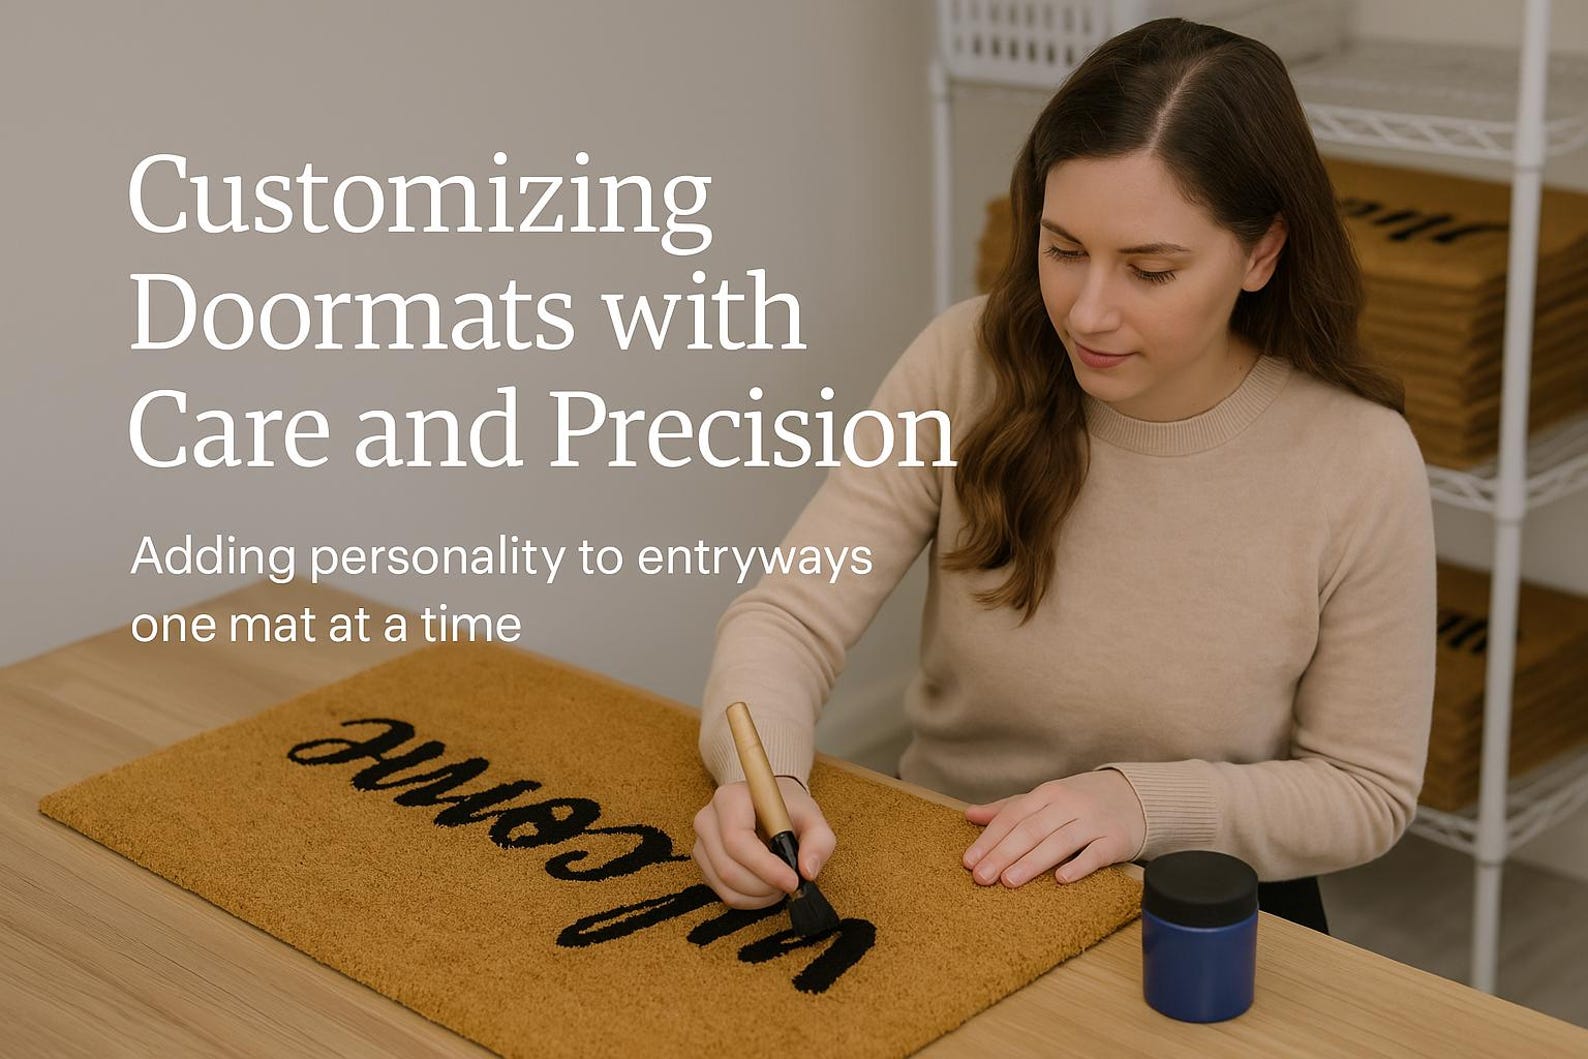 Customizing
Doormats with
Care and Precision
Adding personality to entryways
one mat at a time
welcome